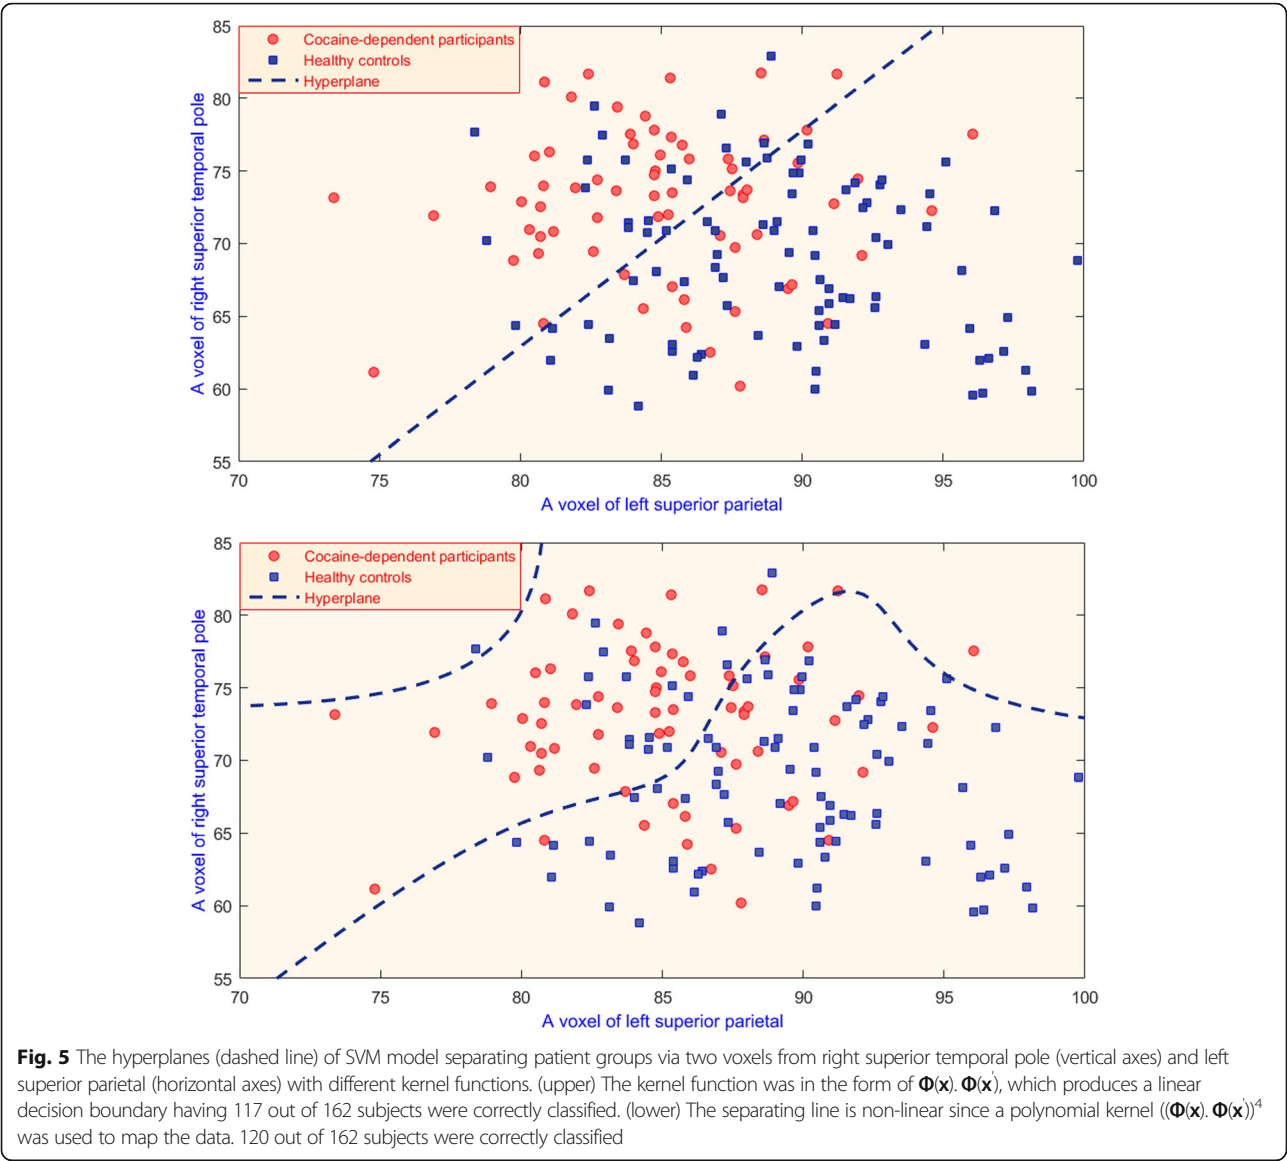 85
80
75
70
65
60
55
A voxel of right superior temporal pole
Cocaine-dependent participants
Healthy controls
Hyperplane
70 75 80 85 90 95 100
A voxel of left superior parietal
85
80
75
70
65
60
55
A voxel of right superior temporal pole
Cocaine-dependent participants
Healthy controls
Hyperplane
70 75 80 85 90 95 100
A voxel of left superior parietal
Fig. 5 The hyperplanes (dashed line) of SVM model separating patient groups via two voxels from right superior temporal pole (vertical axes) and left
superior parietal (horizontal axes) with different kernel functions. (upper) The kernel function was in the form of Φ(x). Φ(x′), which produces a linear
decision boundary having 117 out of 162 subjects were correctly classified. (lower) The separating line is non-linear since a polynomial kernel ((Φ(x). Φ(x′))⁴
was used to map the data. 120 out of 162 subjects were correctly classified